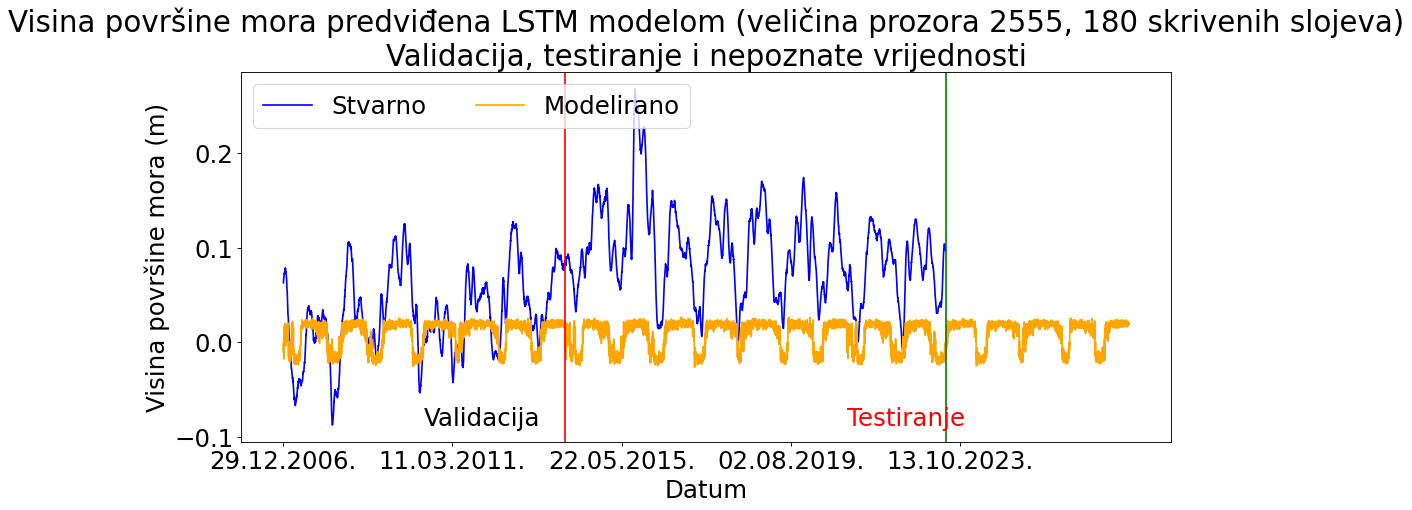 Visina površine mora predviđena LSTM modelom (veličina prozora 2555, 180 skrivenih slojeva)
Validacija, testiranje i nepoznate vrijednosti
Stvarno
Modelirano
Visina površine mora (m)
0.2
0.1
0.0
−0.1
Validacija
Testiranje
29.12.2006.
11.03.2011.
22.05.2015.
02.08.2019.
13.10.2023.
Datum